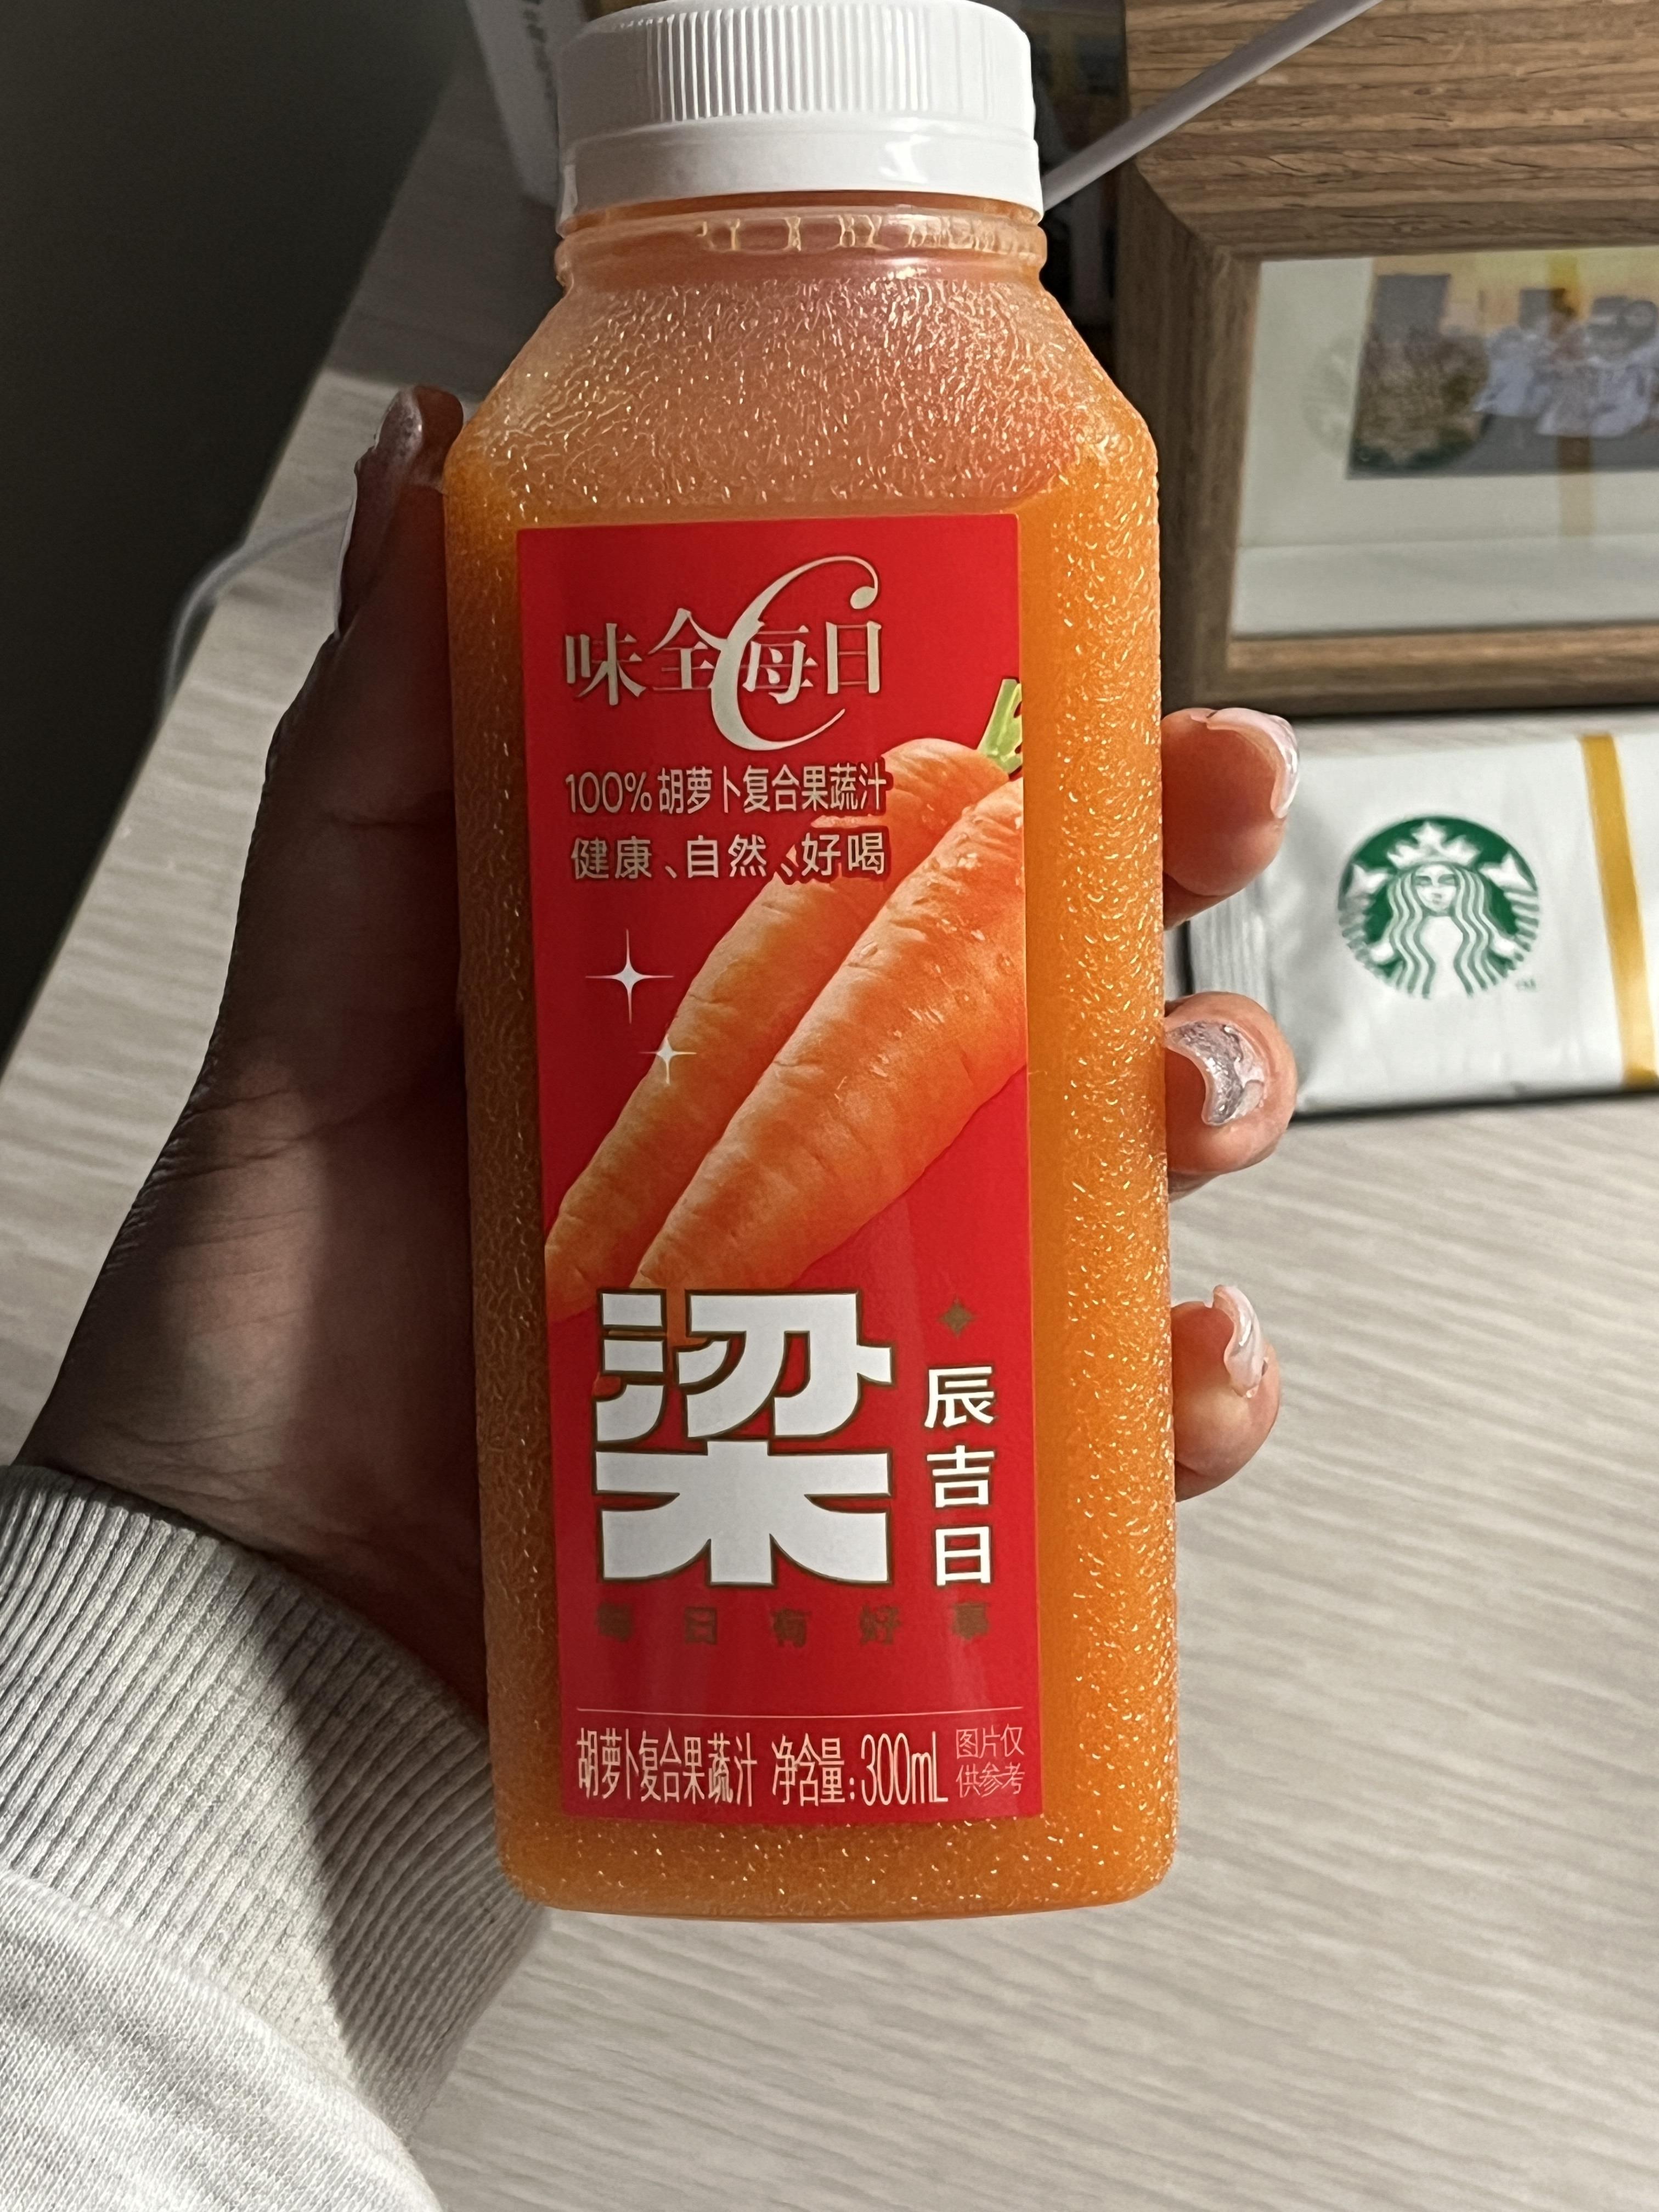 味全每日C
100%胡萝卜复合果蔬汁
健康、自然、好喝
梁
辰吉日
每日有好事
胡萝卜复合果蔬汁 净含量:300mL
图片仅
供参考
TM